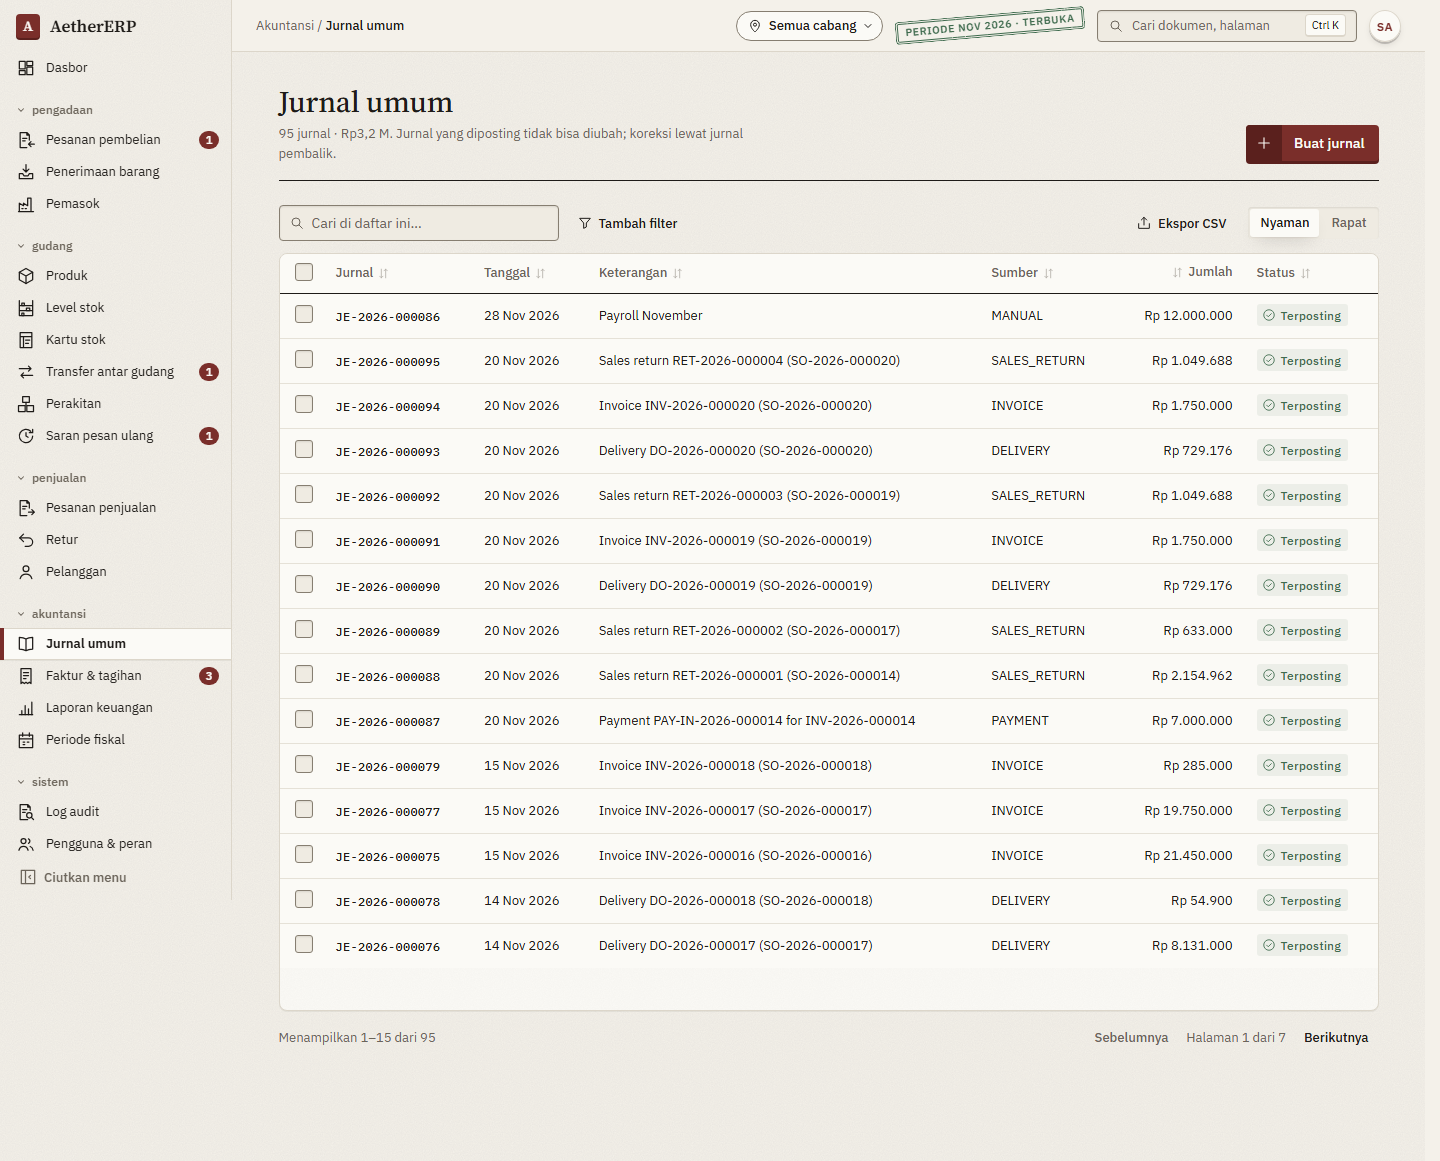 A AetherERP
Akuntansi / Jurnal umum
Semua cabang
PERIODE NOV 2026 · TERBUKA
Cari dokumen, halaman Ctrl K
SA
Dasbor
pengadaan
Pesanan pembelian 1
Penerimaan barang
Pemasok
gudang
Produk
Level stok
Kartu stok
Transfer antar gudang 1
Perakitan
Saran pesan ulang 1
penjualan
Pesanan penjualan
Retur
Pelanggan
akuntansi
Jurnal umum
Faktur & tagihan 3
Laporan keuangan
Periode fiskal
sistem
Log audit
Pengguna & peran
Ciutkan menu
Jurnal umum
95 jurnal · Rp3,2 M. Jurnal yang diposting tidak bisa diubah; koreksi lewat jurnal
pembalik.
Buat jurnal
Cari di daftar ini...
Tambah filter
Ekspor CSV
Nyaman Rapat
Jurnal Tanggal Keterangan Sumber Jumlah Status
JE-2026-000086 28 Nov 2026 Payroll November MANUAL Rp 12.000.000 Terposting
JE-2026-000095 20 Nov 2026 Sales return RET-2026-000004 (SO-2026-000020) SALES_RETURN Rp 1.049.688 Terposting
JE-2026-000094 20 Nov 2026 Invoice INV-2026-000020 (SO-2026-000020) INVOICE Rp 1.750.000 Terposting
JE-2026-000093 20 Nov 2026 Delivery DO-2026-000020 (SO-2026-000020) DELIVERY Rp 729.176 Terposting
JE-2026-000092 20 Nov 2026 Sales return RET-2026-000003 (SO-2026-000019) SALES_RETURN Rp 1.049.688 Terposting
JE-2026-000091 20 Nov 2026 Invoice INV-2026-000019 (SO-2026-000019) INVOICE Rp 1.750.000 Terposting
JE-2026-000090 20 Nov 2026 Delivery DO-2026-000019 (SO-2026-000019) DELIVERY Rp 729.176 Terposting
JE-2026-000089 20 Nov 2026 Sales return RET-2026-000002 (SO-2026-000017) SALES_RETURN Rp 633.000 Terposting
JE-2026-000088 20 Nov 2026 Sales return RET-2026-000001 (SO-2026-000014) SALES_RETURN Rp 2.154.962 Terposting
JE-2026-000087 20 Nov 2026 Payment PAY-IN-2026-000014 for INV-2026-000014 PAYMENT Rp 7.000.000 Terposting
JE-2026-000079 15 Nov 2026 Invoice INV-2026-000018 (SO-2026-000018) INVOICE Rp 285.000 Terposting
JE-2026-000077 15 Nov 2026 Invoice INV-2026-000017 (SO-2026-000017) INVOICE Rp 19.750.000 Terposting
JE-2026-000075 15 Nov 2026 Invoice INV-2026-000016 (SO-2026-000016) INVOICE Rp 21.450.000 Terposting
JE-2026-000078 14 Nov 2026 Delivery DO-2026-000018 (SO-2026-000018) DELIVERY Rp 54.900 Terposting
JE-2026-000076 14 Nov 2026 Delivery DO-2026-000017 (SO-2026-000017) DELIVERY Rp 8.131.000 Terposting
Menampilkan 1–15 dari 95
Sebelumnya Halaman 1 dari 7 Berikutnya